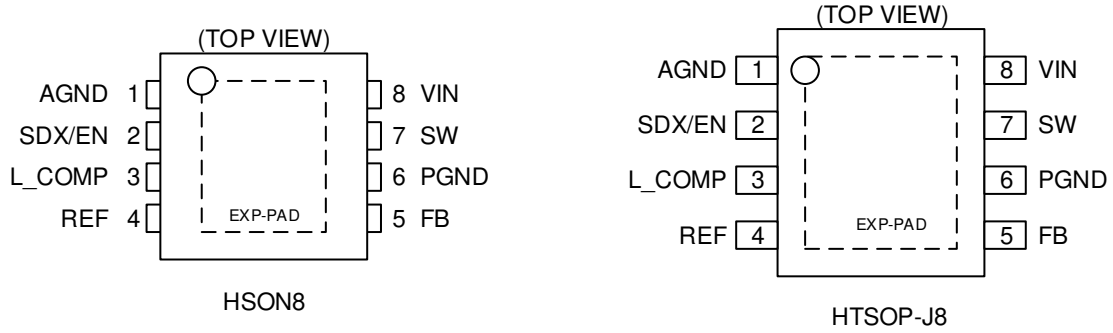 (TOP VIEW)
AGND 1 8 VIN
SDX/EN 2 7 SW
L_COMP 3 6 PGND
REF 4 5 FB
EXP-PAD
HSON8
(TOP VIEW)
AGND 1 8 VIN
SDX/EN 2 7 SW
L_COMP 3 6 PGND
REF 4 5 FB
EXP-PAD
HTSOP-J8